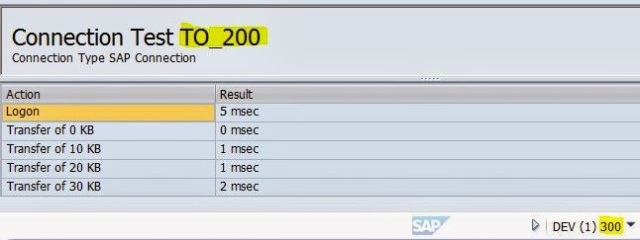 Connection Test TO_200
Connection Type SAP Connection
Action Result
Logon 5 msec
Transfer of 0 KB 0 msec
Transfer of 10 KB 1 msec
Transfer of 20 KB 1 msec
Transfer of 30 KB 2 msec
SAP DEV (1) 300